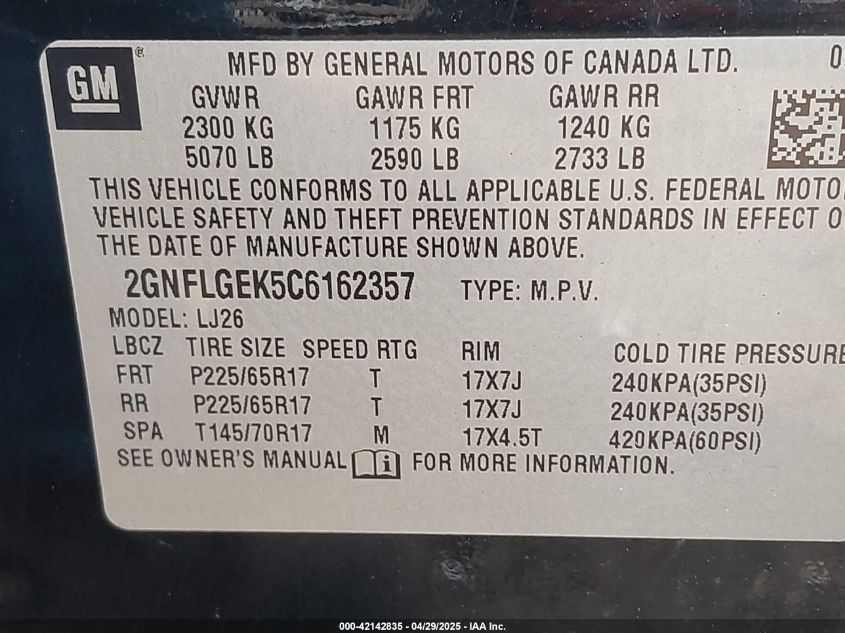 GM ® MFD BY GENERAL MOTORS OF CANADA LTD. 0
GVWR GAWR FRT GAWR RR
2300 KG 1175 KG 1240 KG
5070 LB 2590 LB 2733 LB
THIS VEHICLE CONFORMS TO ALL APPLICABLE U.S. FEDERAL MOTO
VEHICLE SAFETY AND THEFT PREVENTION STANDARDS IN EFFECT O
THE DATE OF MANUFACTURE SHOWN ABOVE.
2GNFLGEK5C6162357 TYPE: M.P.V.
MODEL: LJ26
LBCZ TIRE SIZE SPEED RTG RIM COLD TIRE PRESSURE
FRT P225/65R17 T 17X7J 240KPA(35PSI)
RR P225/65R17 T 17X7J 240KPA(35PSI)
SPA T145/70R17 M 17X4.5T 420KPA(60PSI)
SEE OWNER'S MANUAL i FOR MORE INFORMATION.
000-42142835 - 04/29/2025 - IAA Inc.